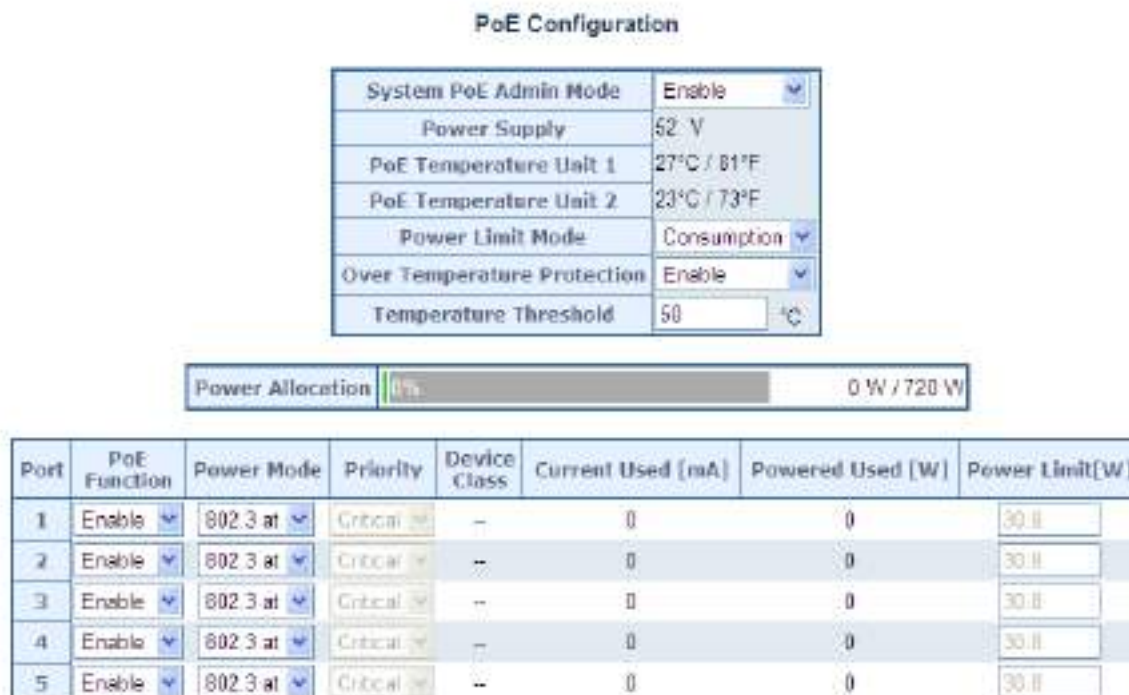 PoE Configuration
System PoE Admin Mode Enable
Power Supply 52 V
PoE Temperature Unit 1 27°C / 81°F
PoE Temperature Unit 2 23°C / 73°F
Power Limit Mode Consumption
Over Temperature Protection Enable
Temperature Threshold 50 °C
Power Allocation 0% 0 W / 720 W
Port PoE Function Power Mode Priority Device Class Current Used [mA] Powered Used [W] Power Limit[W]
1 Enable 802.3 at Critical -- 0 0 30.8
2 Enable 802.3 at Critical -- 0 0 30.8
3 Enable 802.3 at Critical -- 0 0 30.8
4 Enable 802.3 at Critical -- 0 0 30.8
5 Enable 802.3 at Critical -- 0 0 30.8